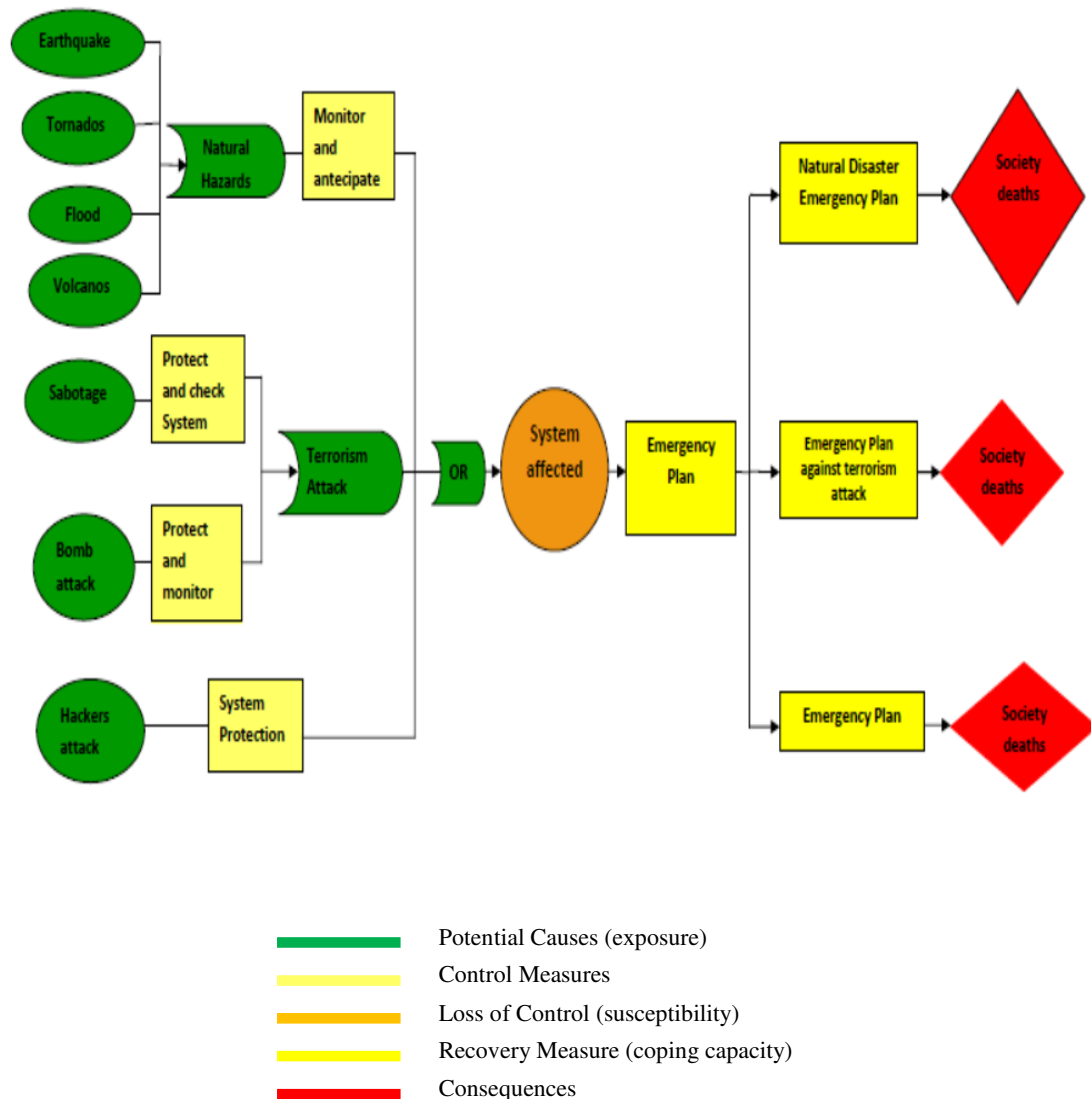 Earthquake
Tornados
Flood
Volcanos
Natural
Hazards
Monitor
and
antecipate
Sabotage
Protect
and check
System
Bomb
attack
Protect
and
monitor
Terrorism
Attack
Hackers
attack
System
Protection
OR
System
affected
Emergency
Plan
Natural Disaster
Emergency Plan
Society
deaths
Emergency Plan
against terrorism
attack
Society
deaths
Emergency Plan
Society
deaths
Potential Causes (exposure)
Control Measures
Loss of Control (susceptibility)
Recovery Measure (coping capacity)
Consequences